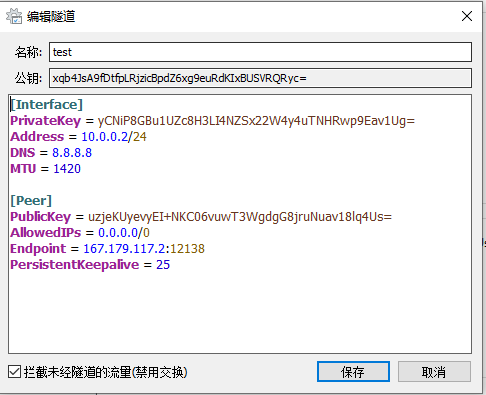 编辑隧道
名称: test
公钥: xqb4JsA9fDtfpLRjzicBpdZ6xg9euRdKIxBUSVRQRyc=
[Interface]
PrivateKey = yCNiP8GBu1UZc8H3LI4NZSx22W4y4uTNHRwp9Eav1Ug=
Address = 10.0.0.2/24
DNS = 8.8.8.8
MTU = 1420
[Peer]
PublicKey = uzjeKUyevyEI+NKC06vuwT3WgdgG8jruNuav18lq4Us=
AllowedIPs = 0.0.0.0/0
Endpoint = 167.179.117.2:12138
PersistentKeepalive = 25
拦截未经隧道的流量(禁用交换)
保存
取消